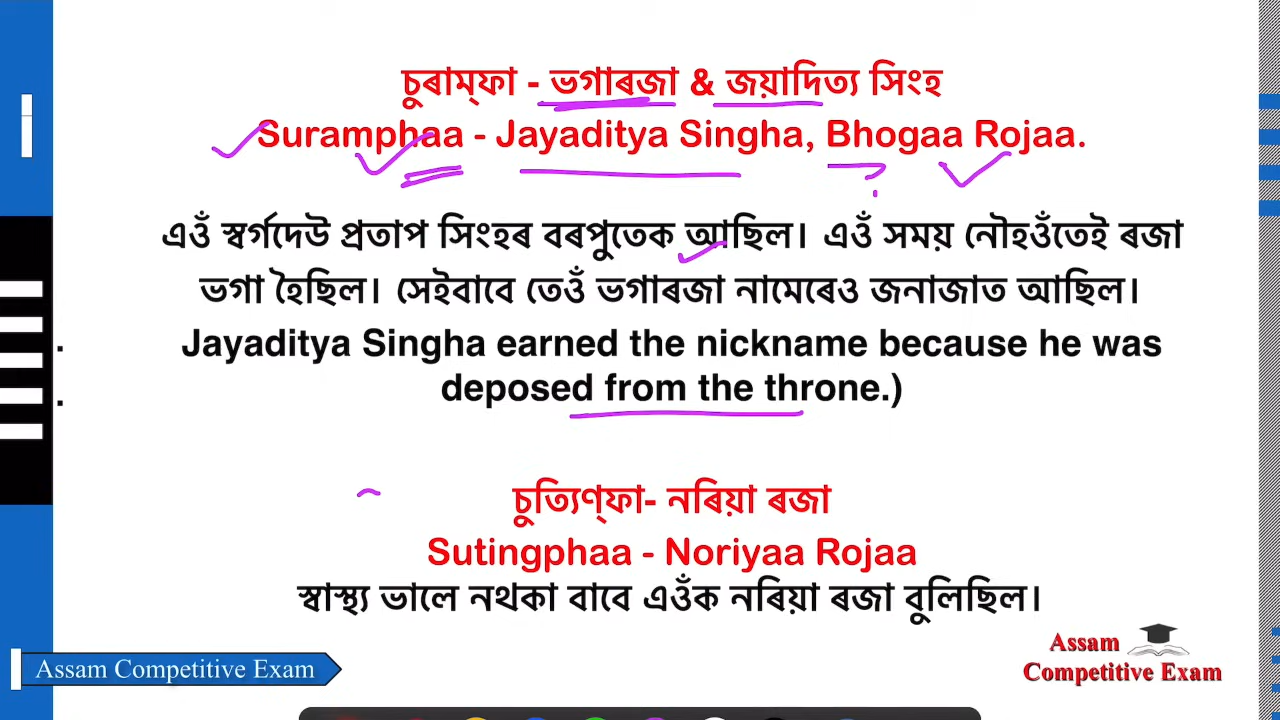 চুৰাম্ফা - ভগাৰজা & জয়াদিত্য সিংহ
Suramphaa - Jayaditya Singha, Bhogaa Rojaa.
এওঁ স্বৰ্গদেউ প্ৰতাপ সিংহৰ বৰপুতেক আছিল। এওঁ সময় নৌহওঁতেই ৰজা
ভগা হৈছিল। সেইবাবে তেওঁ ভগাৰজা নামেৰেও জনাজাত আছিল।
Jayaditya Singha earned the nickname because he was
deposed from the throne.)
চুত্যিণ্ফা- নৰিয়া ৰজা
Sutingphaa - Noriyaa Rojaa
স্বাস্থ্য ভালে নথকা বাবে এওঁক নৰিয়া ৰজা বুলিছিল।
Assam Competitive Exam
Assam
Competitive Exam